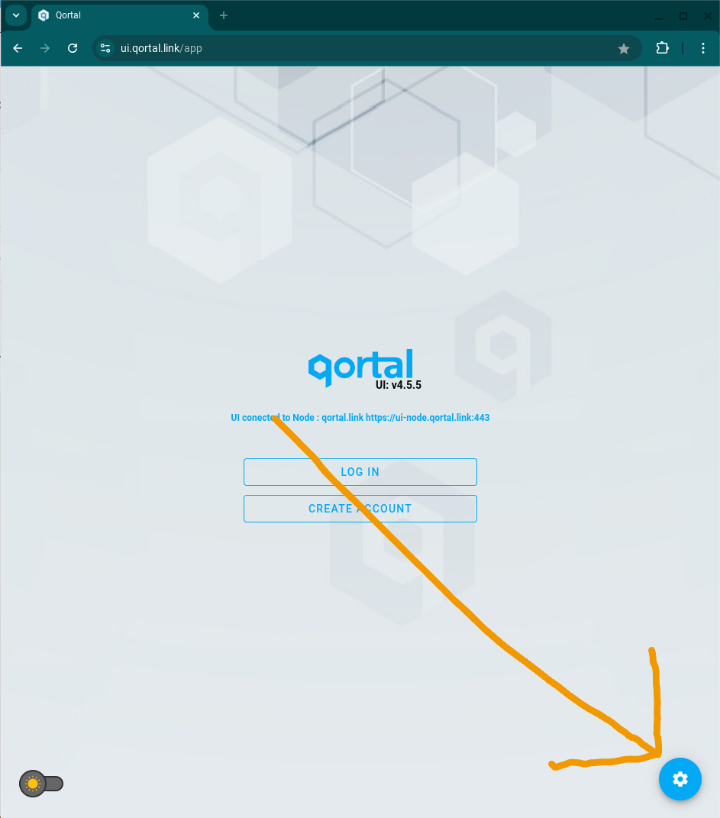 Qortal
ui.qortal.link/app
qortal
UI: v4.5.5
UI conected to Node : qortal.link https://ui-node.qortal.link:443
LOG IN
CREATE ACCOUNT